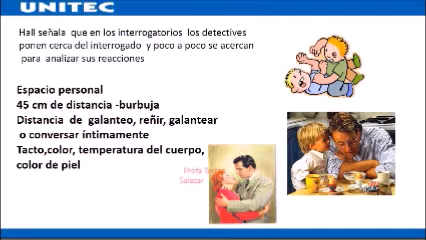 UNITEC
Hall señala que en los interrogatorios los detectives
ponen cerca del interrogado y poco a poco se acercan
para analizar sus reacciones
Espacio personal
45 cm de distancia -burbuja
Distancia de galanteo, reñir, galantear
o conversar íntimamente
Tacto,color, temperatura del cuerpo,
color de piel
Profa
Salazar